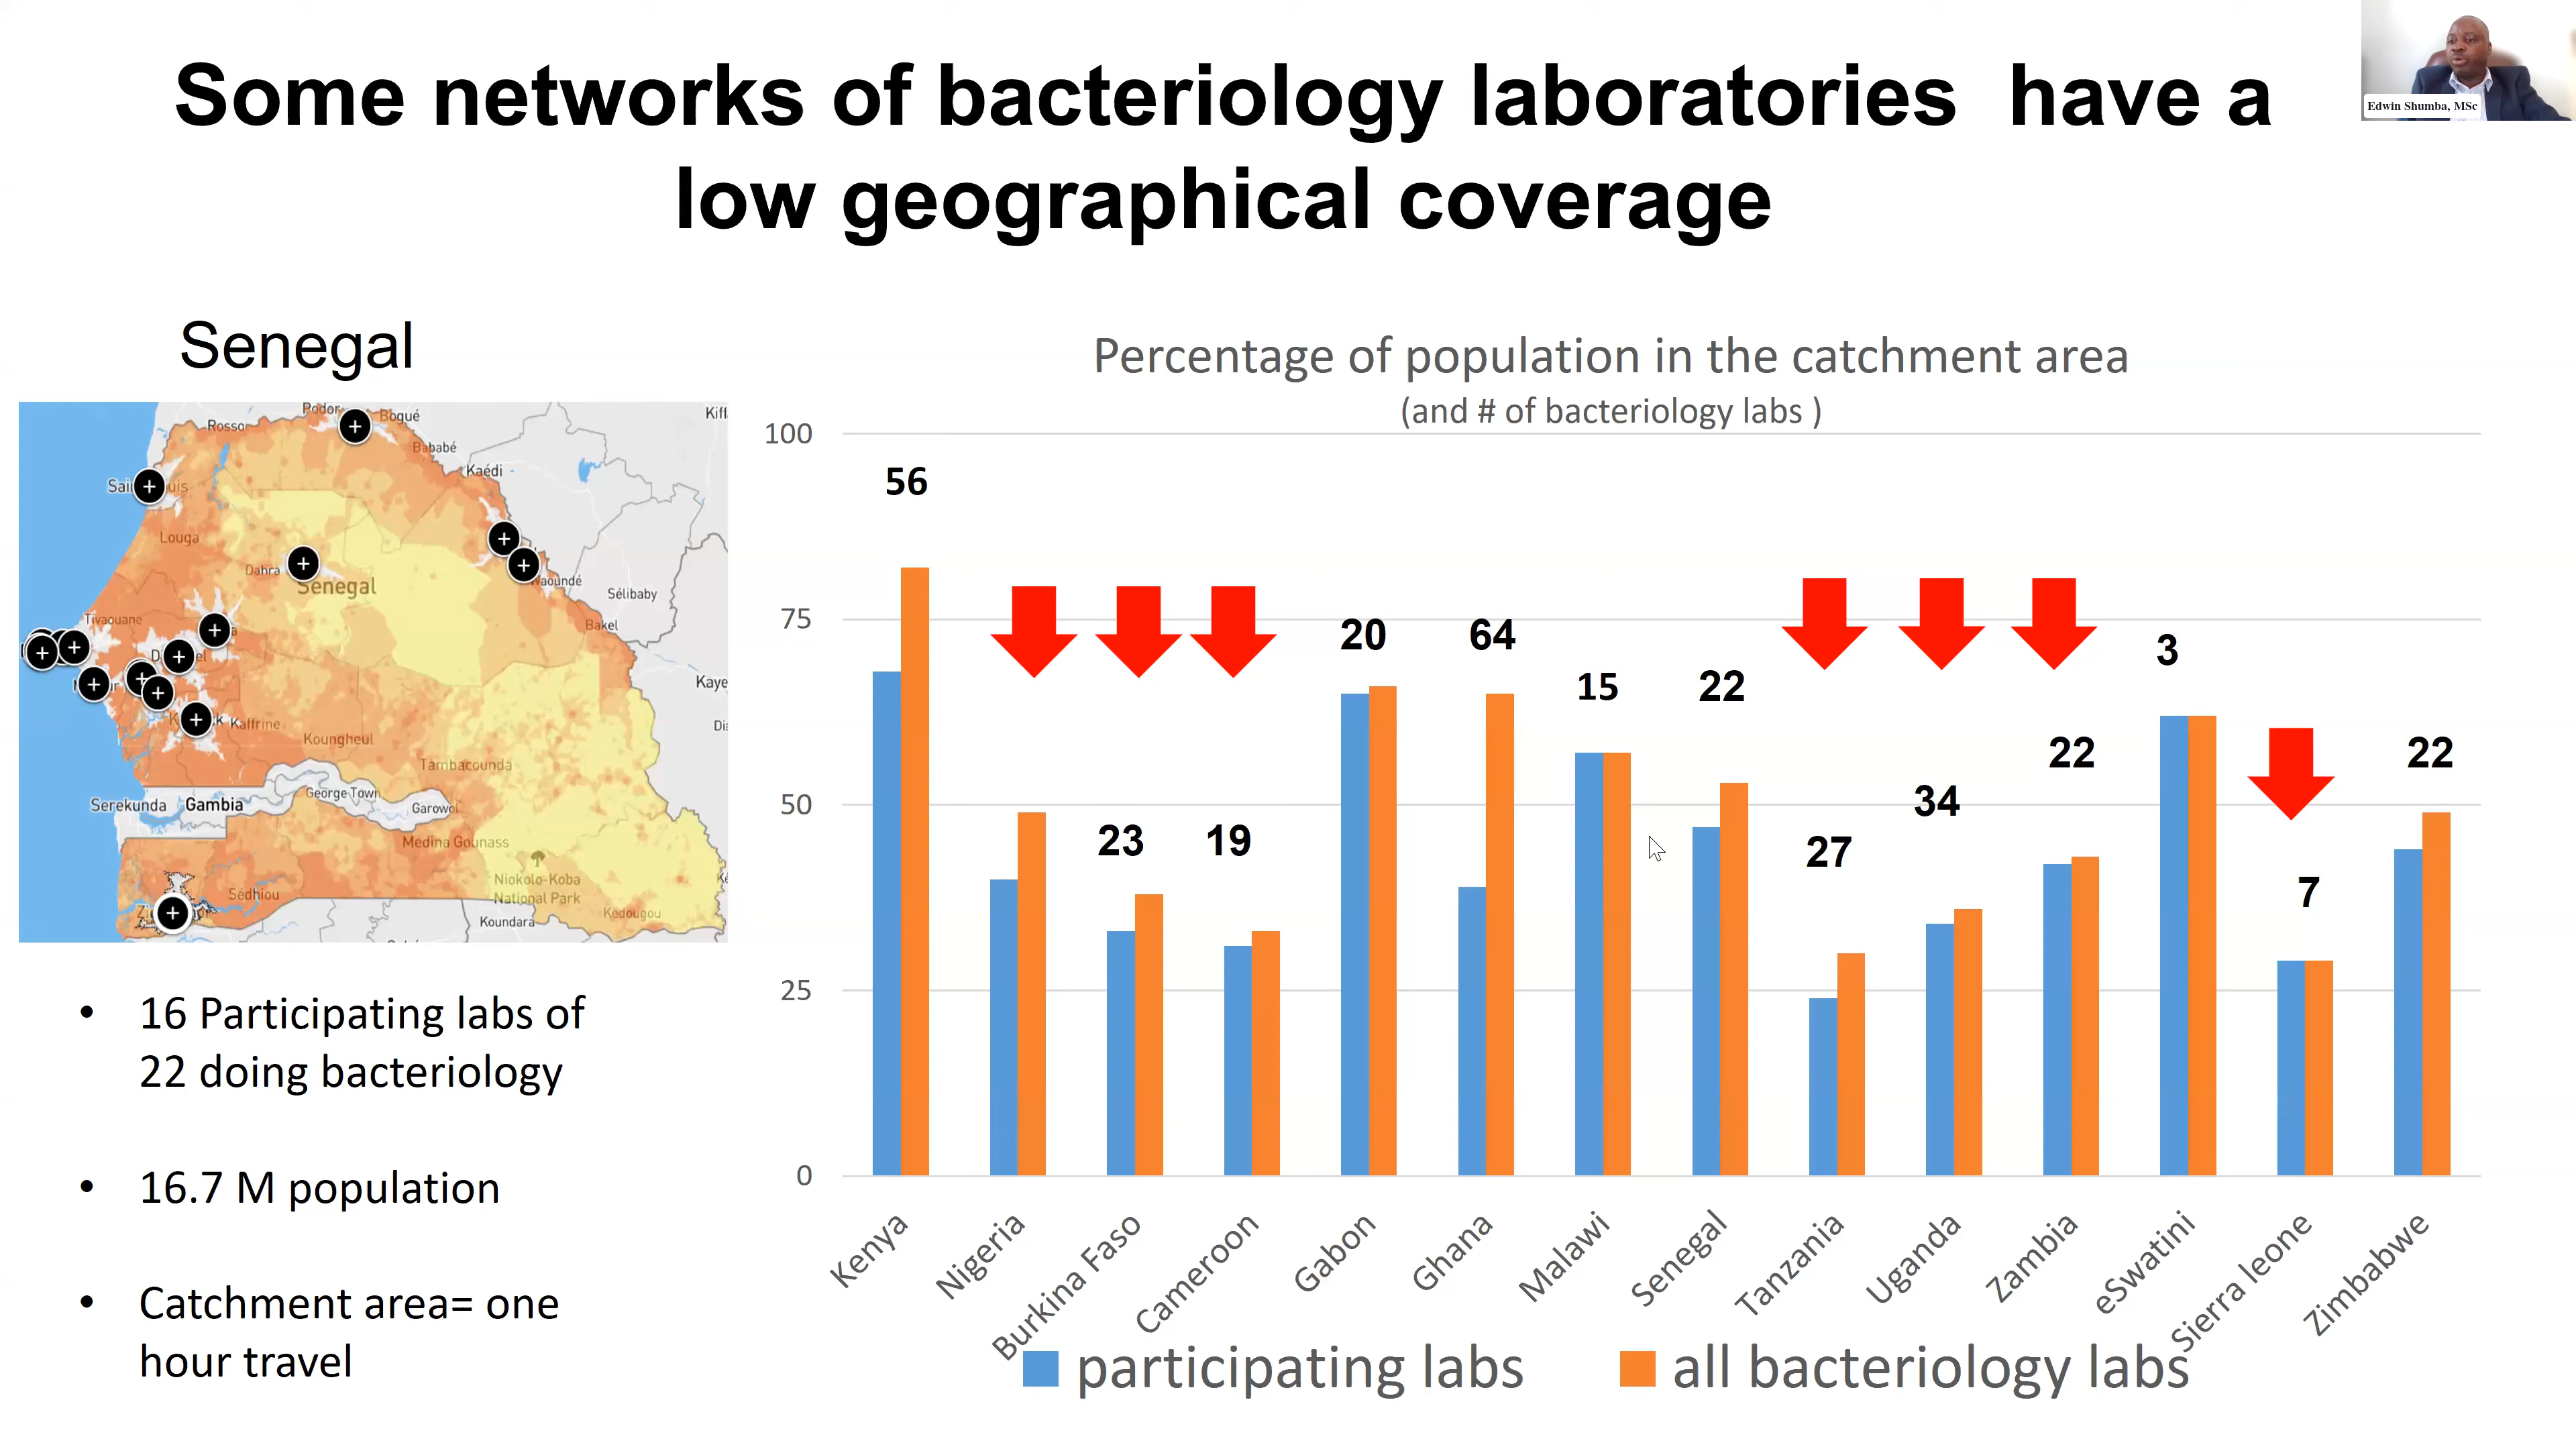 Some networks of bacteriology laboratories have a
low geographical coverage
Edwin Shumba, MSc
Senegal
Podor
Bogué
Kiff
Rosso
Bababé
Kaédi
Louga
Dahra
Senegal
Waoundé
Sélibaby
Tivaouane
Bakel
Kaye
Kaffrine
Koungheul
Tambacounda
George Town
Serekunda
Gambia
Garowol
Medina Gounass
Niokolo-Koba
National Park
Sédhiou
Kedougou
Koundara
• 16 Participating labs of
22 doing bacteriology
• 16.7 M population
• Catchment area= one
hour travel
Percentage of population in the catchment area
(and # of bacteriology labs )
100
75
50
25
0
56
23
19
20
64
15
22
27
34
22
3
7
22
Kenya
Nigeria
Burkina Faso
Cameroon
Gabon
Ghana
Malawi
Senegal
Tanzania
Uganda
Zambia
eSwatini
Sierra leone
Zimbabwe
participating labs
all bacteriology labs